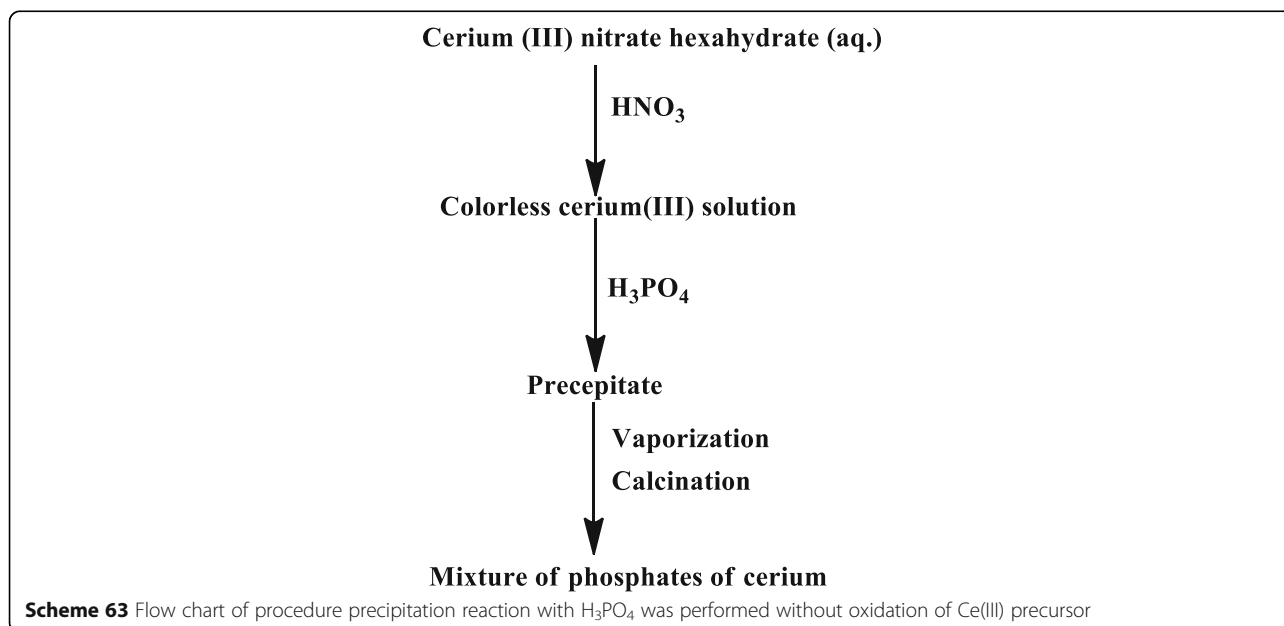 Cerium (III) nitrate hexahydrate (aq.)
HNO₃
Colorless cerium(III) solution
H₃PO₄
Precepitate
Vaporization
Calcination
Mixture of phosphates of cerium
Scheme 63 Flow chart of procedure precipitation reaction with H₃PO₄ was performed without oxidation of Ce(III) precursor